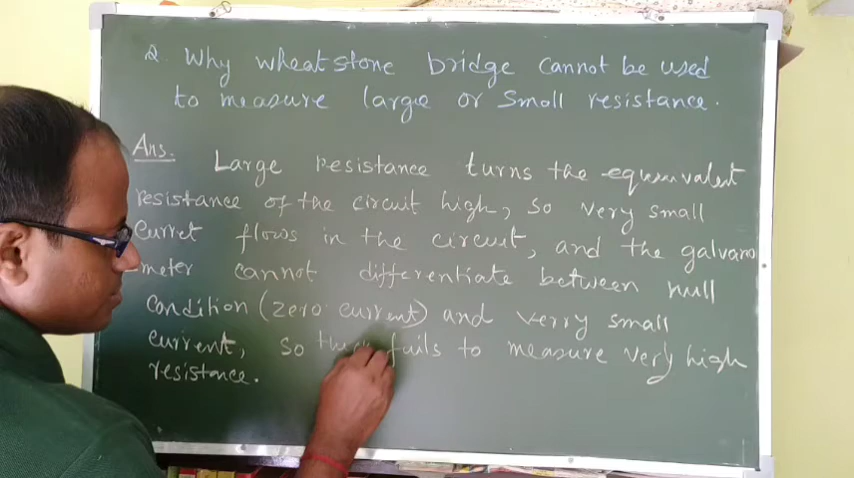 Q. Why wheatstone bridge cannot be used
to measure large or small resistance.
Ans. Large resistance turns the equivalent
resistance of the circuit high, so very small
Curret flows in the circuit, and the galvano
meter cannot differentiate between null
Condition (zero current) and verry small
current, so fails to measure very high
resistance.